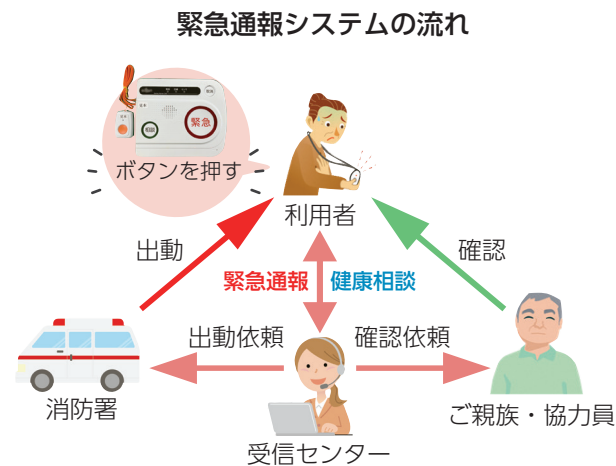 緊急通報システムの流れ
緊急
ボタンを押す
利用者
出動
確認
緊急通報
健康相談
出動依頼
確認依頼
消防署
ご親族・協力員
受信センター